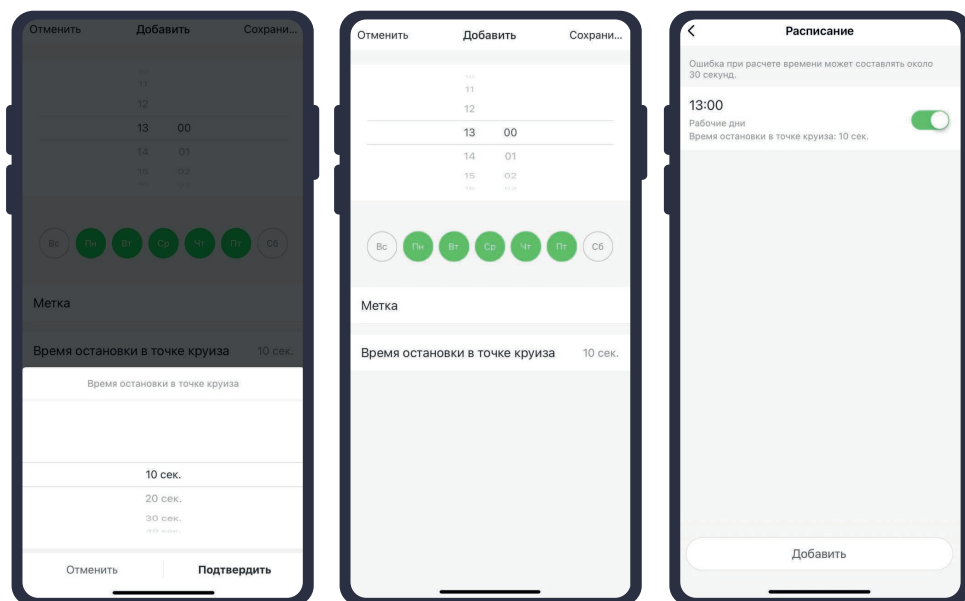 Отменить Добавить Сохрани...
11
12
13 00
14 01
15 02
Вс Пн Вт Ср Чт Пт Сб
Метка
Время остановки в точке круиза 10 сек.
Время остановки в точке круиза
10 сек.
20 сек.
30 сек.
Отменить Подтвердить
Отменить Добавить Сохрани...
11
12
13 00
14 01
15 02
Вс Пн Вт Ср Чт Пт Сб
Метка
Время остановки в точке круиза 10 сек.
Расписание
Ошибка при расчете времени может составлять около
30 секунд.
13:00
Рабочие дни
Время остановки в точке круиза: 10 сек.
Добавить